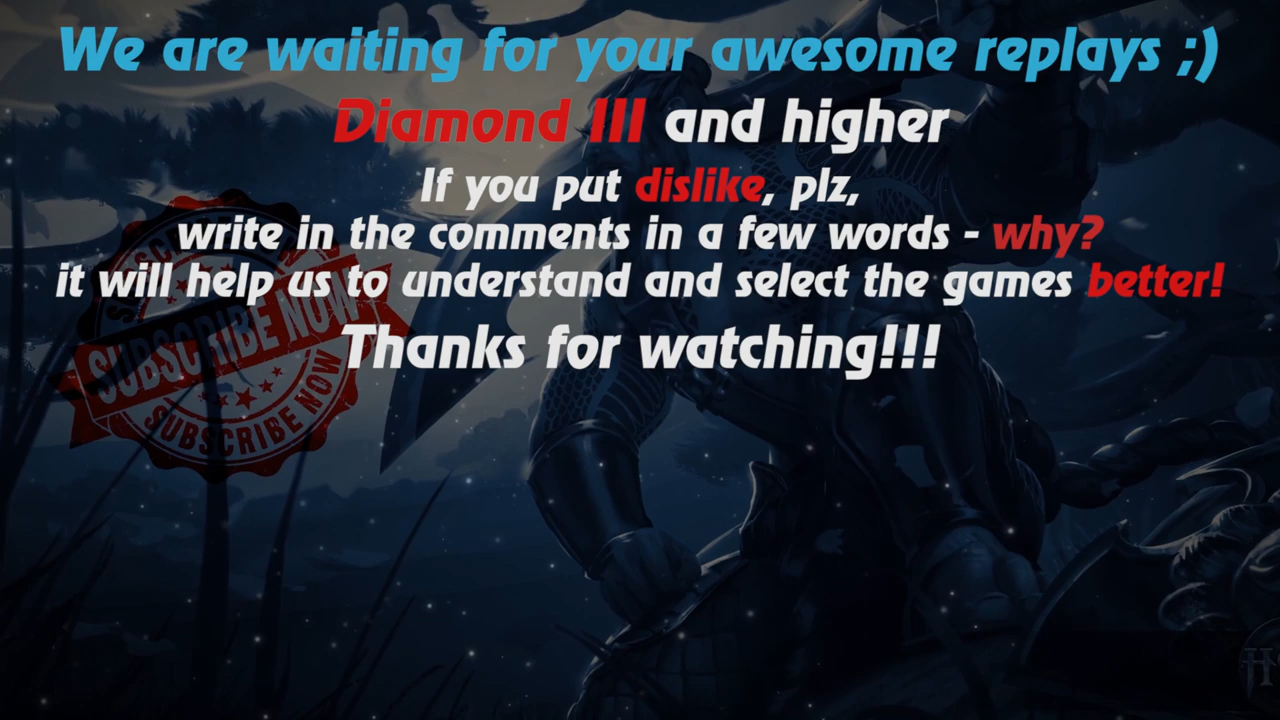 We are waiting for your awesome replays ;)
Diamond III and higher
If you put dislike, plz,
write in the comments in a few words - why?
it will help us to understand and select the games better!
Thanks for watching!!!
SUBSCRIBE NOW
SUBSCRIBE NOW